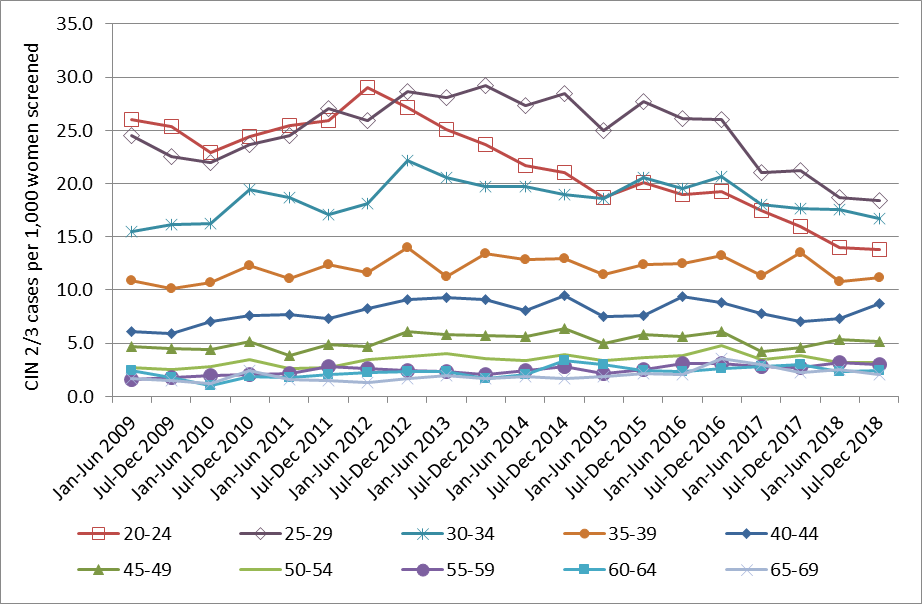 CIN 2/3 cases per 1,000 women screened
35.0
30.0
25.0
20.0
15.0
10.0
5.0
0.0
Jan-Jun 2009
Jul-Dec 2009
Jan-Jun 2010
Jul-Dec 2010
Jan-Jun 2011
Jul-Dec 2011
Jan-Jun 2012
Jul-Dec 2012
Jan-Jun 2013
Jul-Dec 2013
Jan-Jun 2014
Jul-Dec 2014
Jan-Jun 2015
Jul-Dec 2015
Jan-Jun 2016
Jul-Dec 2016
Jan-Jun 2017
Jul-Dec 2017
Jan-Jun 2018
Jul-Dec 2018
20-24 25-29 30-34 35-39 40-44
45-49 50-54 55-59 60-64 65-69